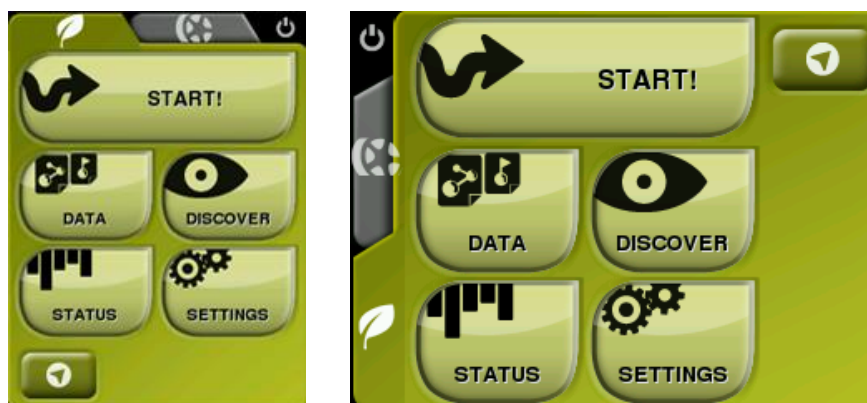 START!
DATA
DISCOVER
STATUS
SETTINGS
START!
DATA
DISCOVER
STATUS
SETTINGS